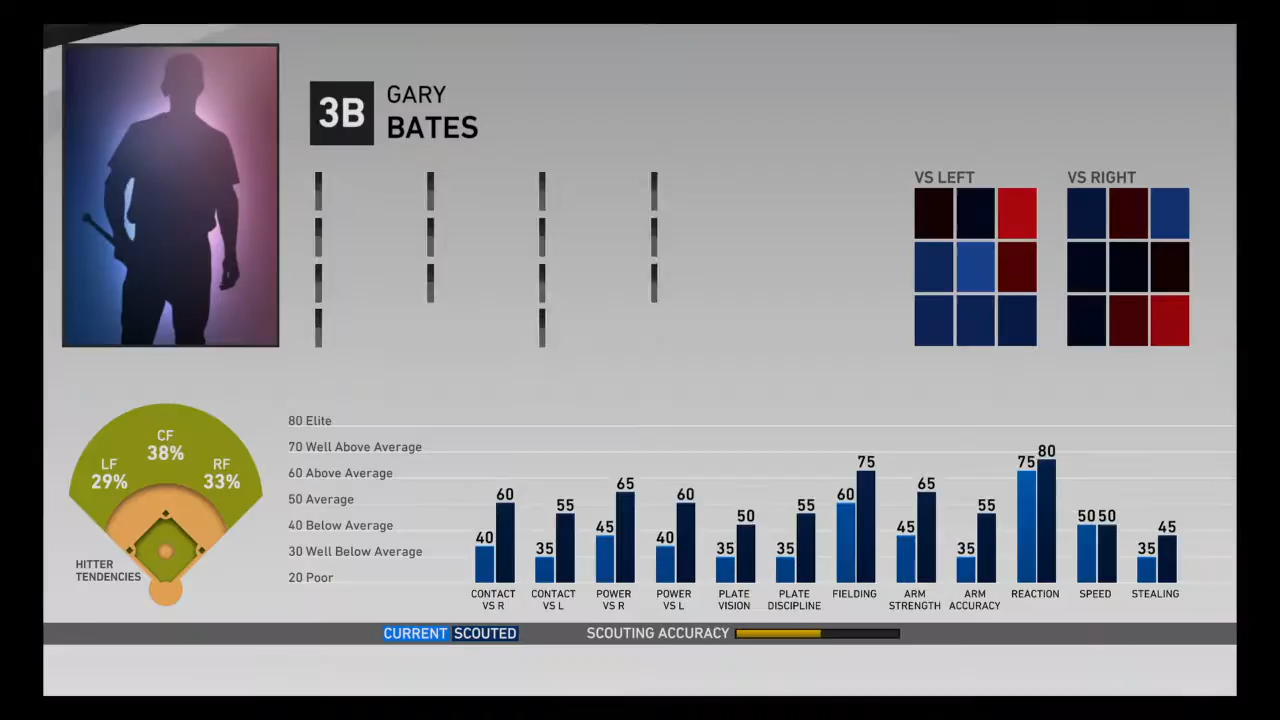 3B
GARY
BATES
VS LEFT
VS RIGHT
CF
38%
LF
29%
RF
33%
HITTER
TENDENCIES
80 Elite
70 Well Above Average
60 Above Average
50 Average
40 Below Average
30 Well Below Average
20 Poor
40 60
35 55
45 65
40 60
35 50
35 55
60 75
45 65
35 55
75 80
50 50
35 45
CONTACT
VS R
CONTACT
VS L
POWER
VS R
POWER
VS L
PLATE
VISION
PLATE
DISCIPLINE
FIELDING
ARM
STRENGTH
ARM
ACCURACY
REACTION
SPEED
STEALING
CURRENT SCOUTED
SCOUTING ACCURACY